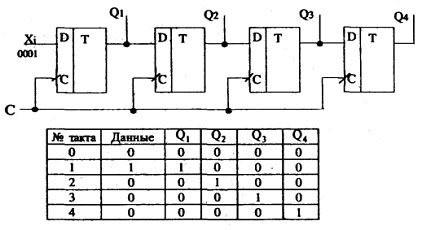 Q1 Q2 Q3 Q4
Xi D T D T D T D T
0001
C C C C
C
№ такта Данные Q1 Q2 Q3 Q4
0 0 0 0 0 0
1 1 1 0 0 0
2 0 0 1 0 0
3 0 0 0 1 0
4 0 0 0 0 1